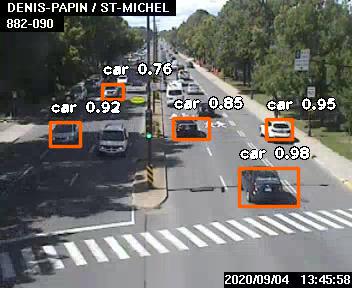 DENIS-PAPIN / ST-MICHEL
882-090
car 0.76
car 0.92
car 0.85
car 0.95
car 0.98
2020/09/04 13:45:58